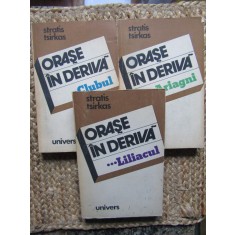 stratis
tsirkas
ORAȘE
ÎN DERIVĂ
Clubul
univers
stratis
tsirkas
ORAȘE
ÎN DERIVĂ
Ariagni
stratis
tsirkas
ORAȘE
ÎN DERIVĂ
...Liliacul
univers